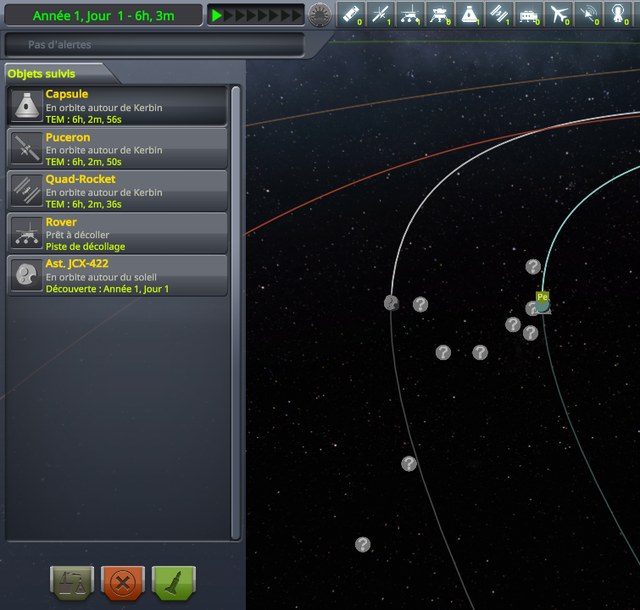 Année 1, Jour 1 - 6h, 3m
0 1 1 8 1 1 0 0 0 0
Pas d'alertes
Objets suivis
Capsule
En orbite autour de Kerbin
TEM : 6h, 2m, 56s
Puceron
En orbite autour de Kerbin
TEM : 6h, 2m, 50s
Quad-Rocket
En orbite autour de Kerbin
TEM : 6h, 2m, 36s
Rover
Prêt à décoller
Piste de décollage
Ast. JCX-422
En orbite autour du soleil
Découverte : Année 1, Jour 1
?
Pe
? ?
? ?
? ?
?
?